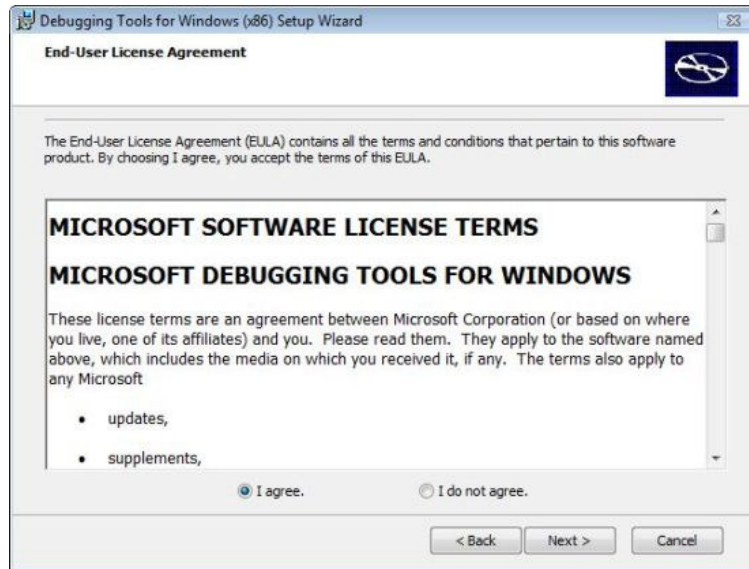 Debugging Tools for Windows (x86) Setup Wizard
End-User License Agreement
The End-User License Agreement (EULA) contains all the terms and conditions that pertain to this software
product. By choosing I agree, you accept the terms of this EULA.
MICROSOFT SOFTWARE LICENSE TERMS
MICROSOFT DEBUGGING TOOLS FOR WINDOWS
These license terms are an agreement between Microsoft Corporation (or based on where
you live, one of its affiliates) and you.  Please read them.  They apply to the software named
above, which includes the media on which you received it, if any.  The terms also apply to
any Microsoft
• updates,
• supplements,
I agree.
I do not agree.
< Back
Next >
Cancel